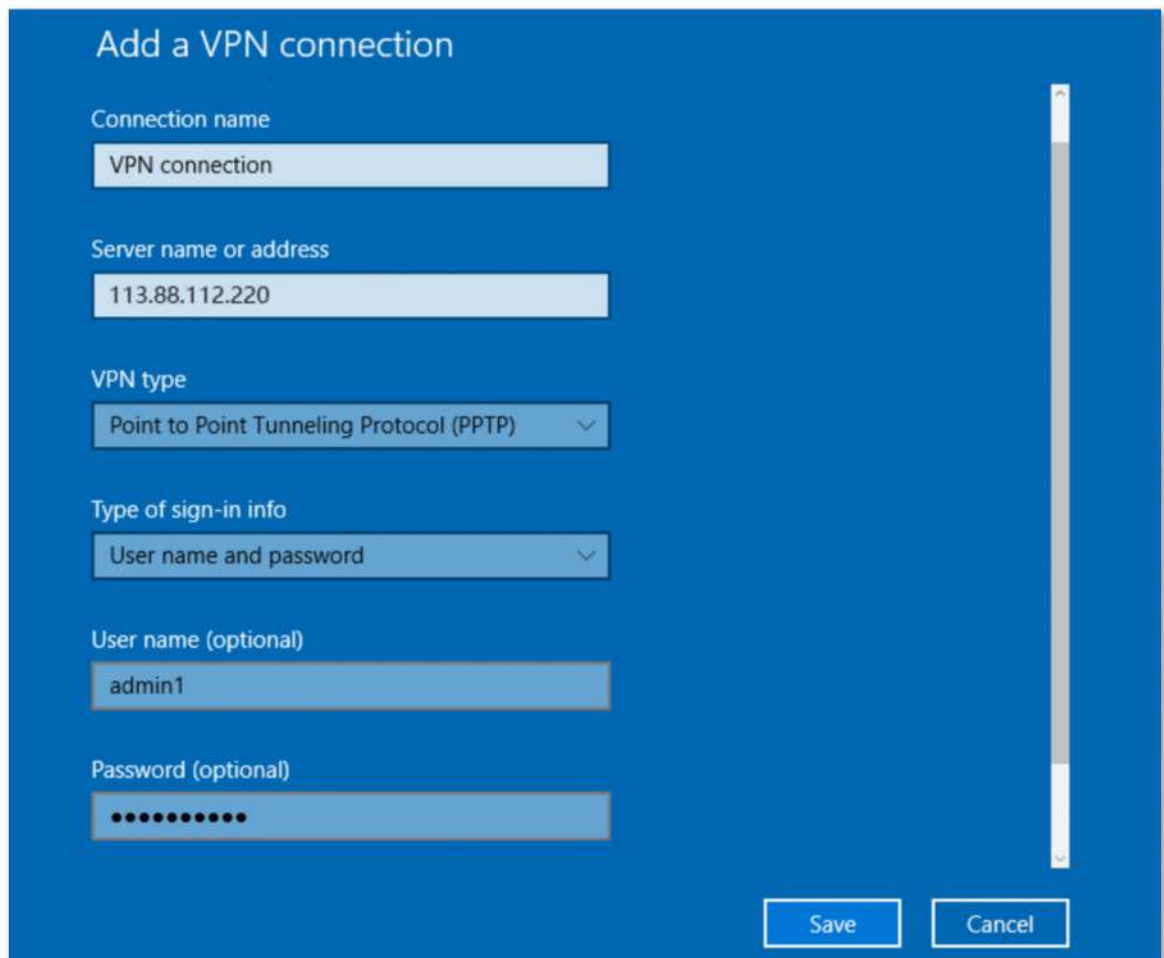 Add a VPN connection
Connection name
VPN connection
Server name or address
113.88.112.220
VPN type
Point to Point Tunneling Protocol (PPTP)
Type of sign-in info
User name and password
User name (optional)
admin1
Password (optional)
●●●●●●●●●●
Save
Cancel